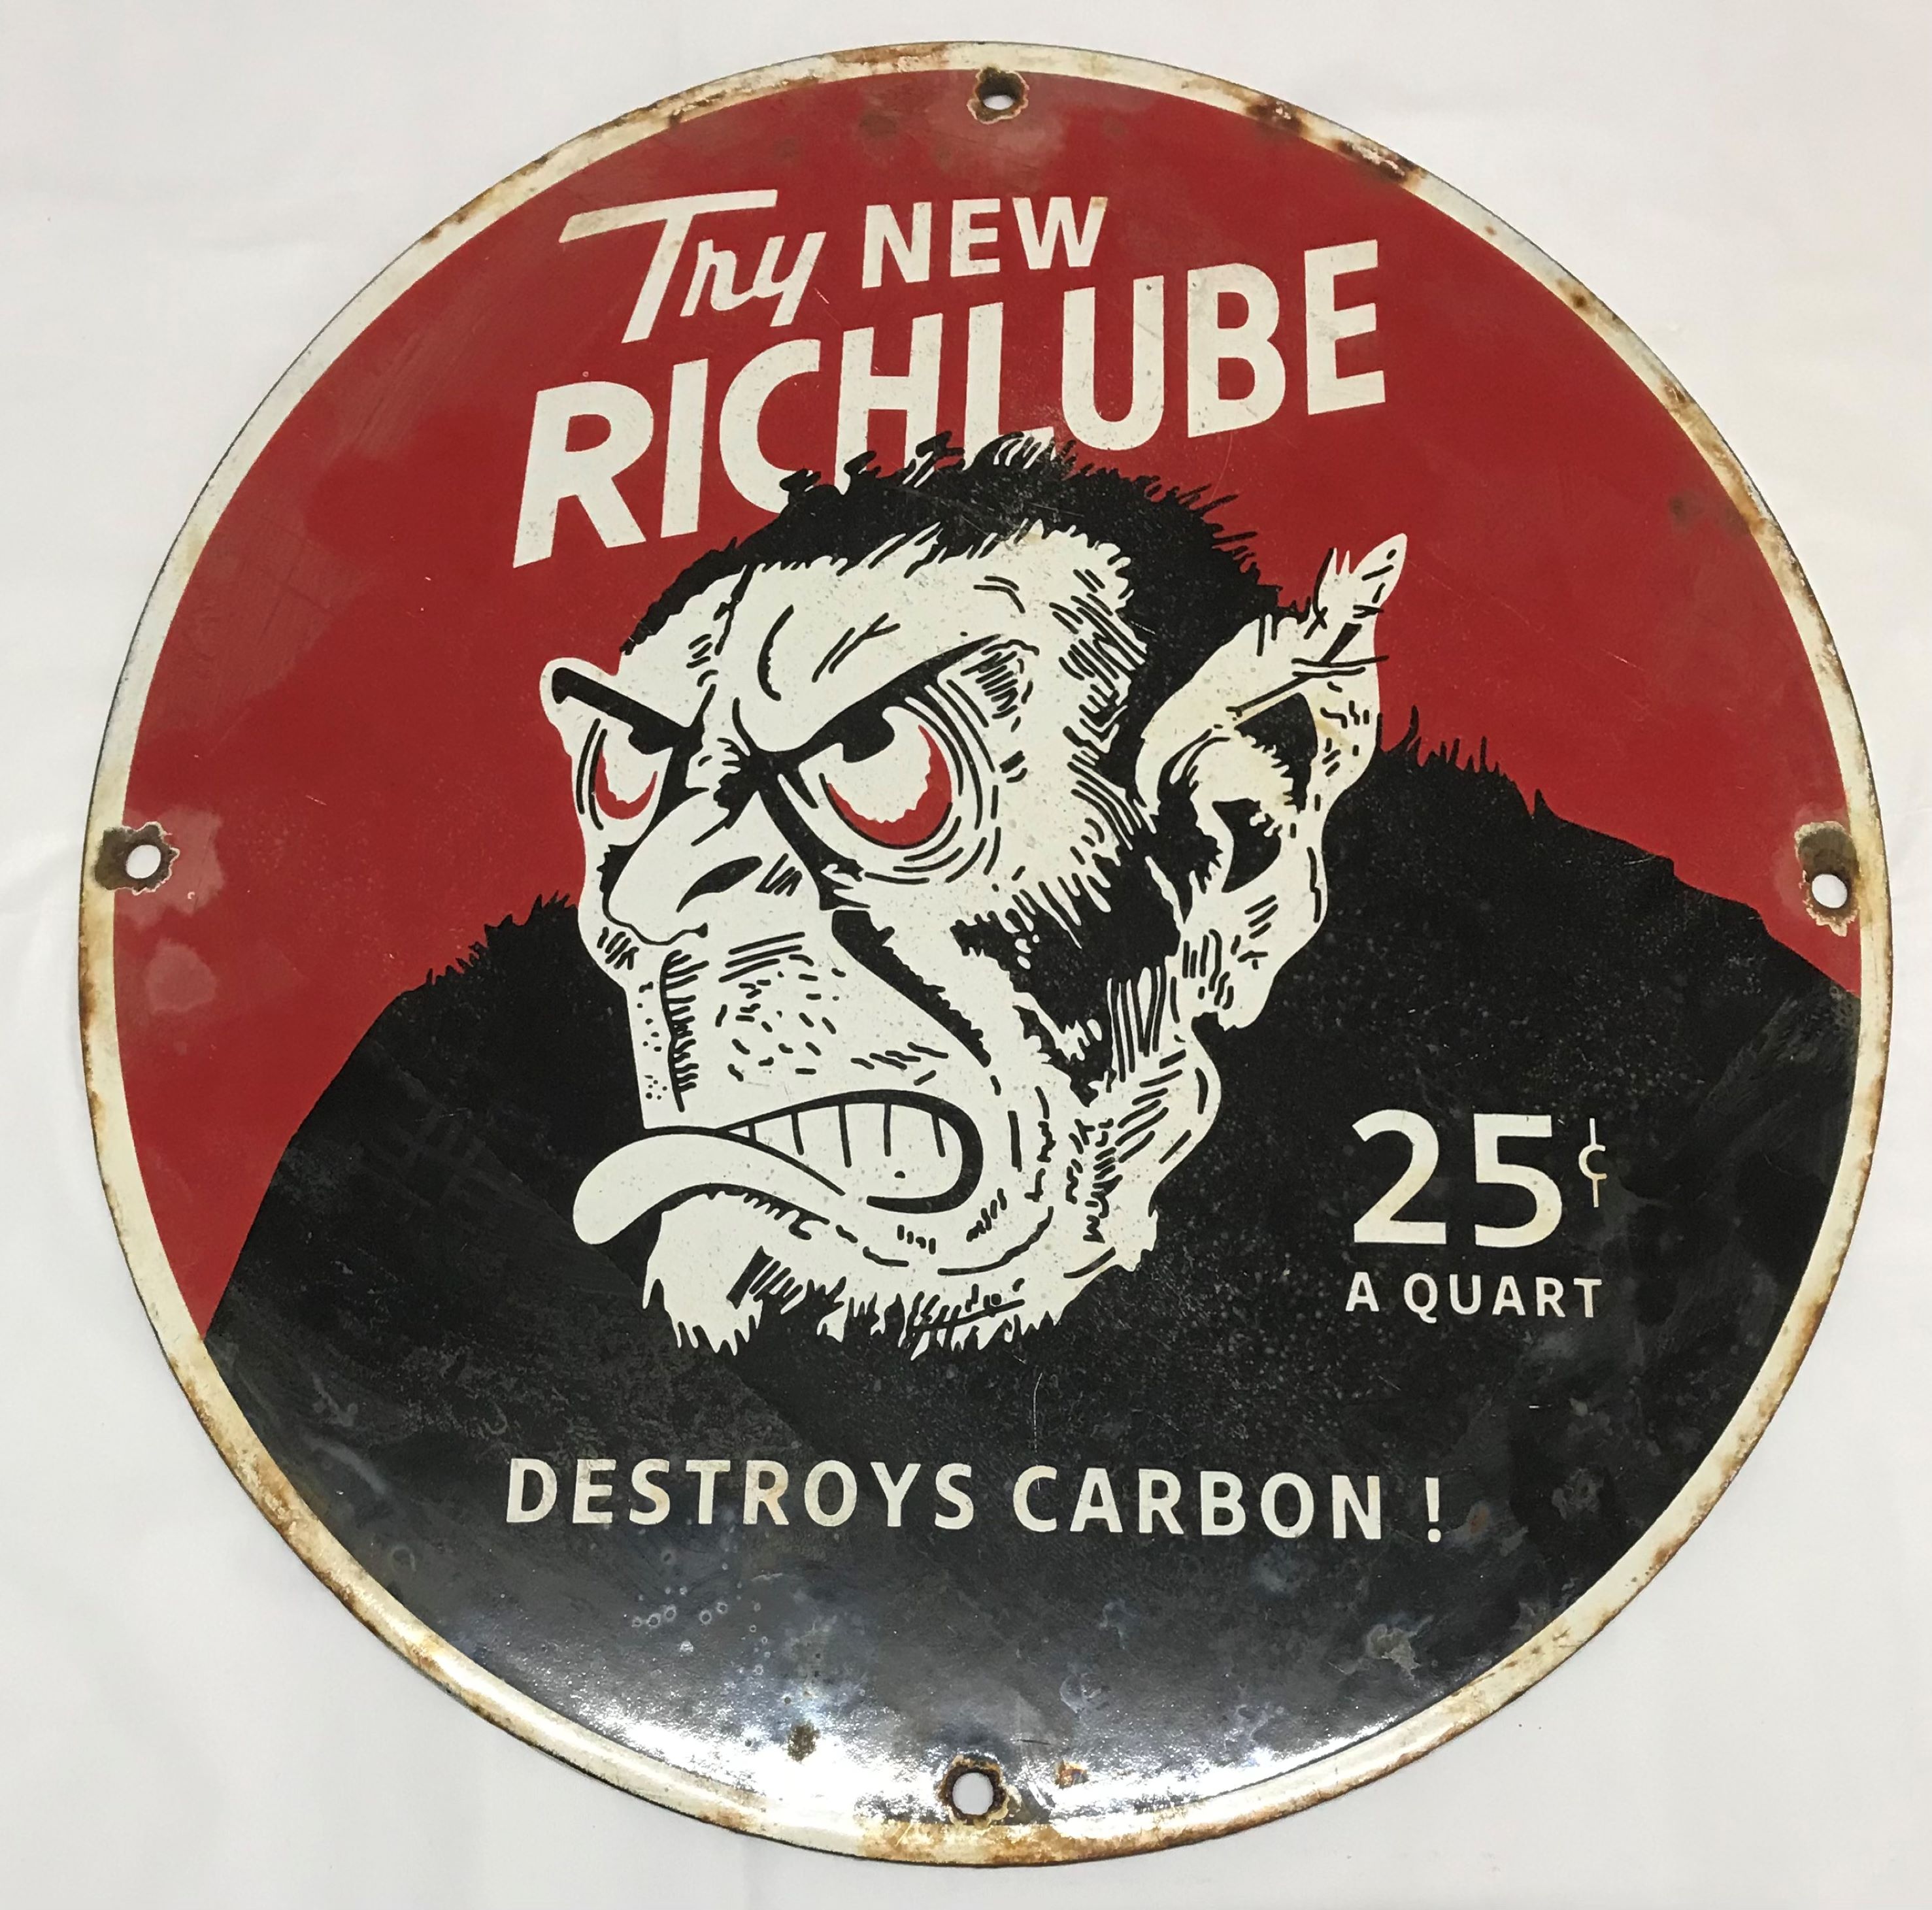 Try NEW
RICHLUBE
25¢
A QUART
DESTROYS CARBON !